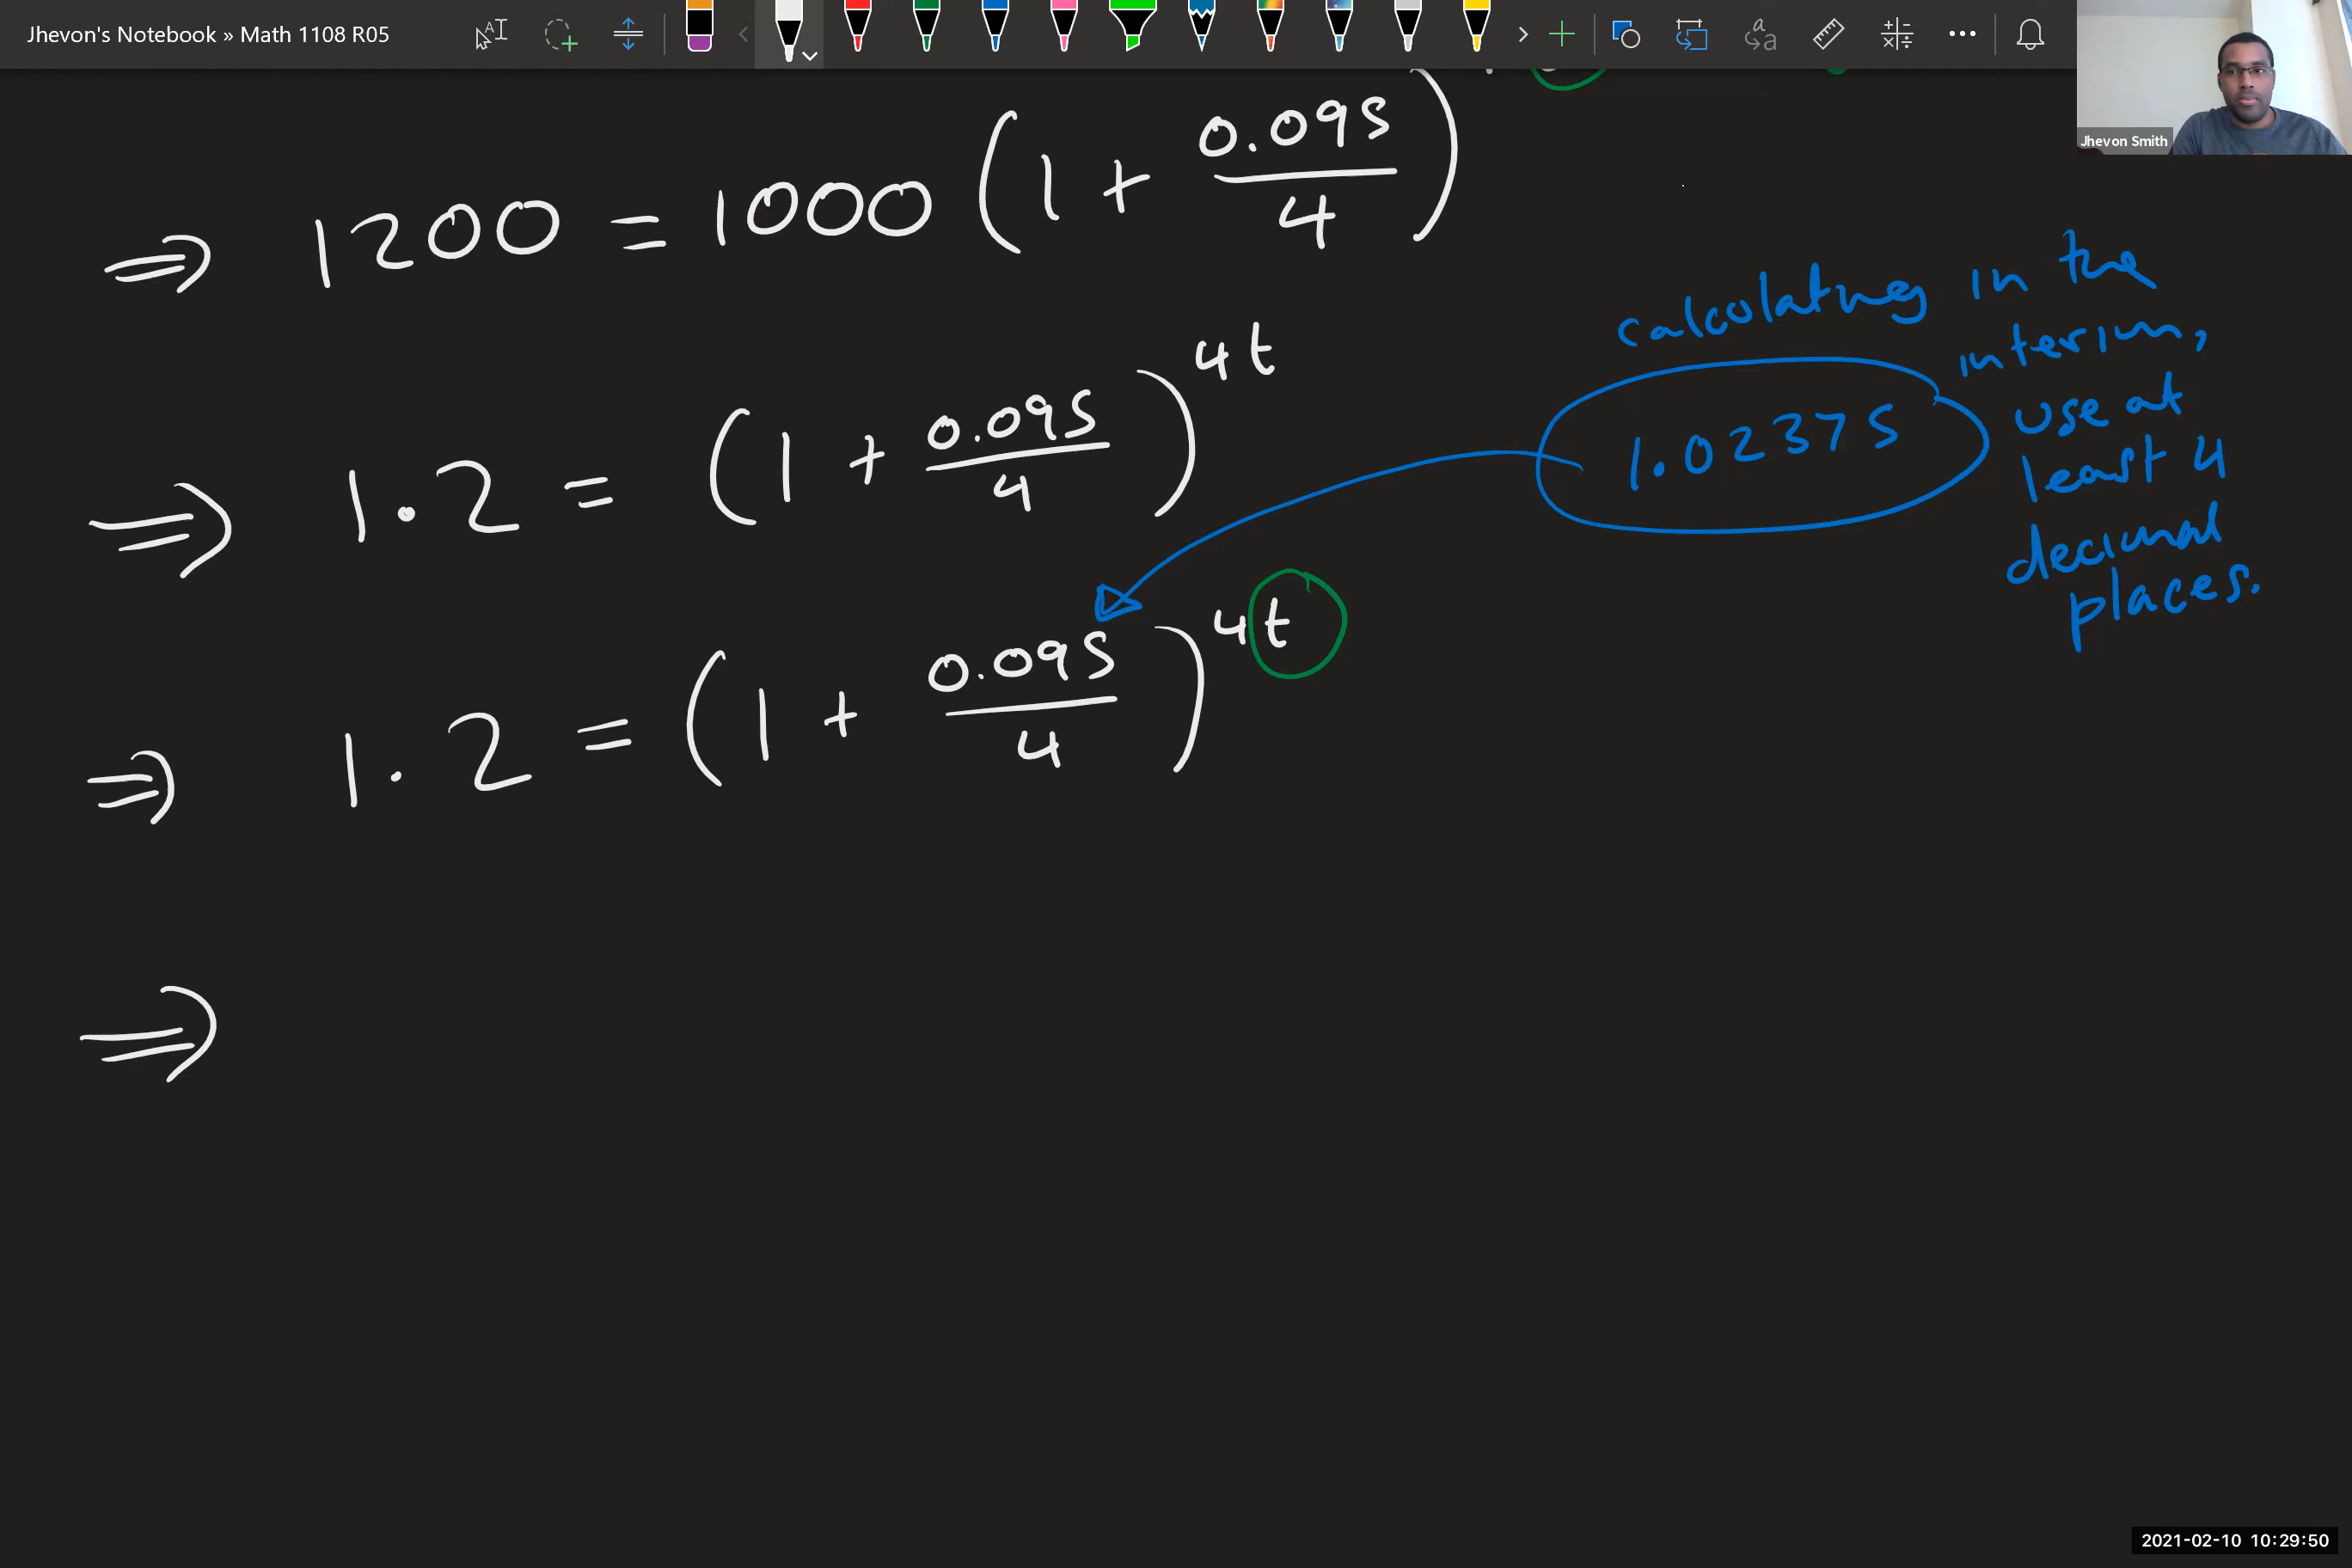 Jhevon's Notebook » Math 1108 R05
Jhevon Smith
⇒ 1200 = 1000 (1 + 0.095/4)
calculating in the
interim,
use at
least 4
decimal
places.
⇒ 1.2 = (1 + 0.095/4)^4t
1.02375
⇒ 1.2 = (1 + 0.095/4)^4t
⇒
2021-02-10 10:29:50